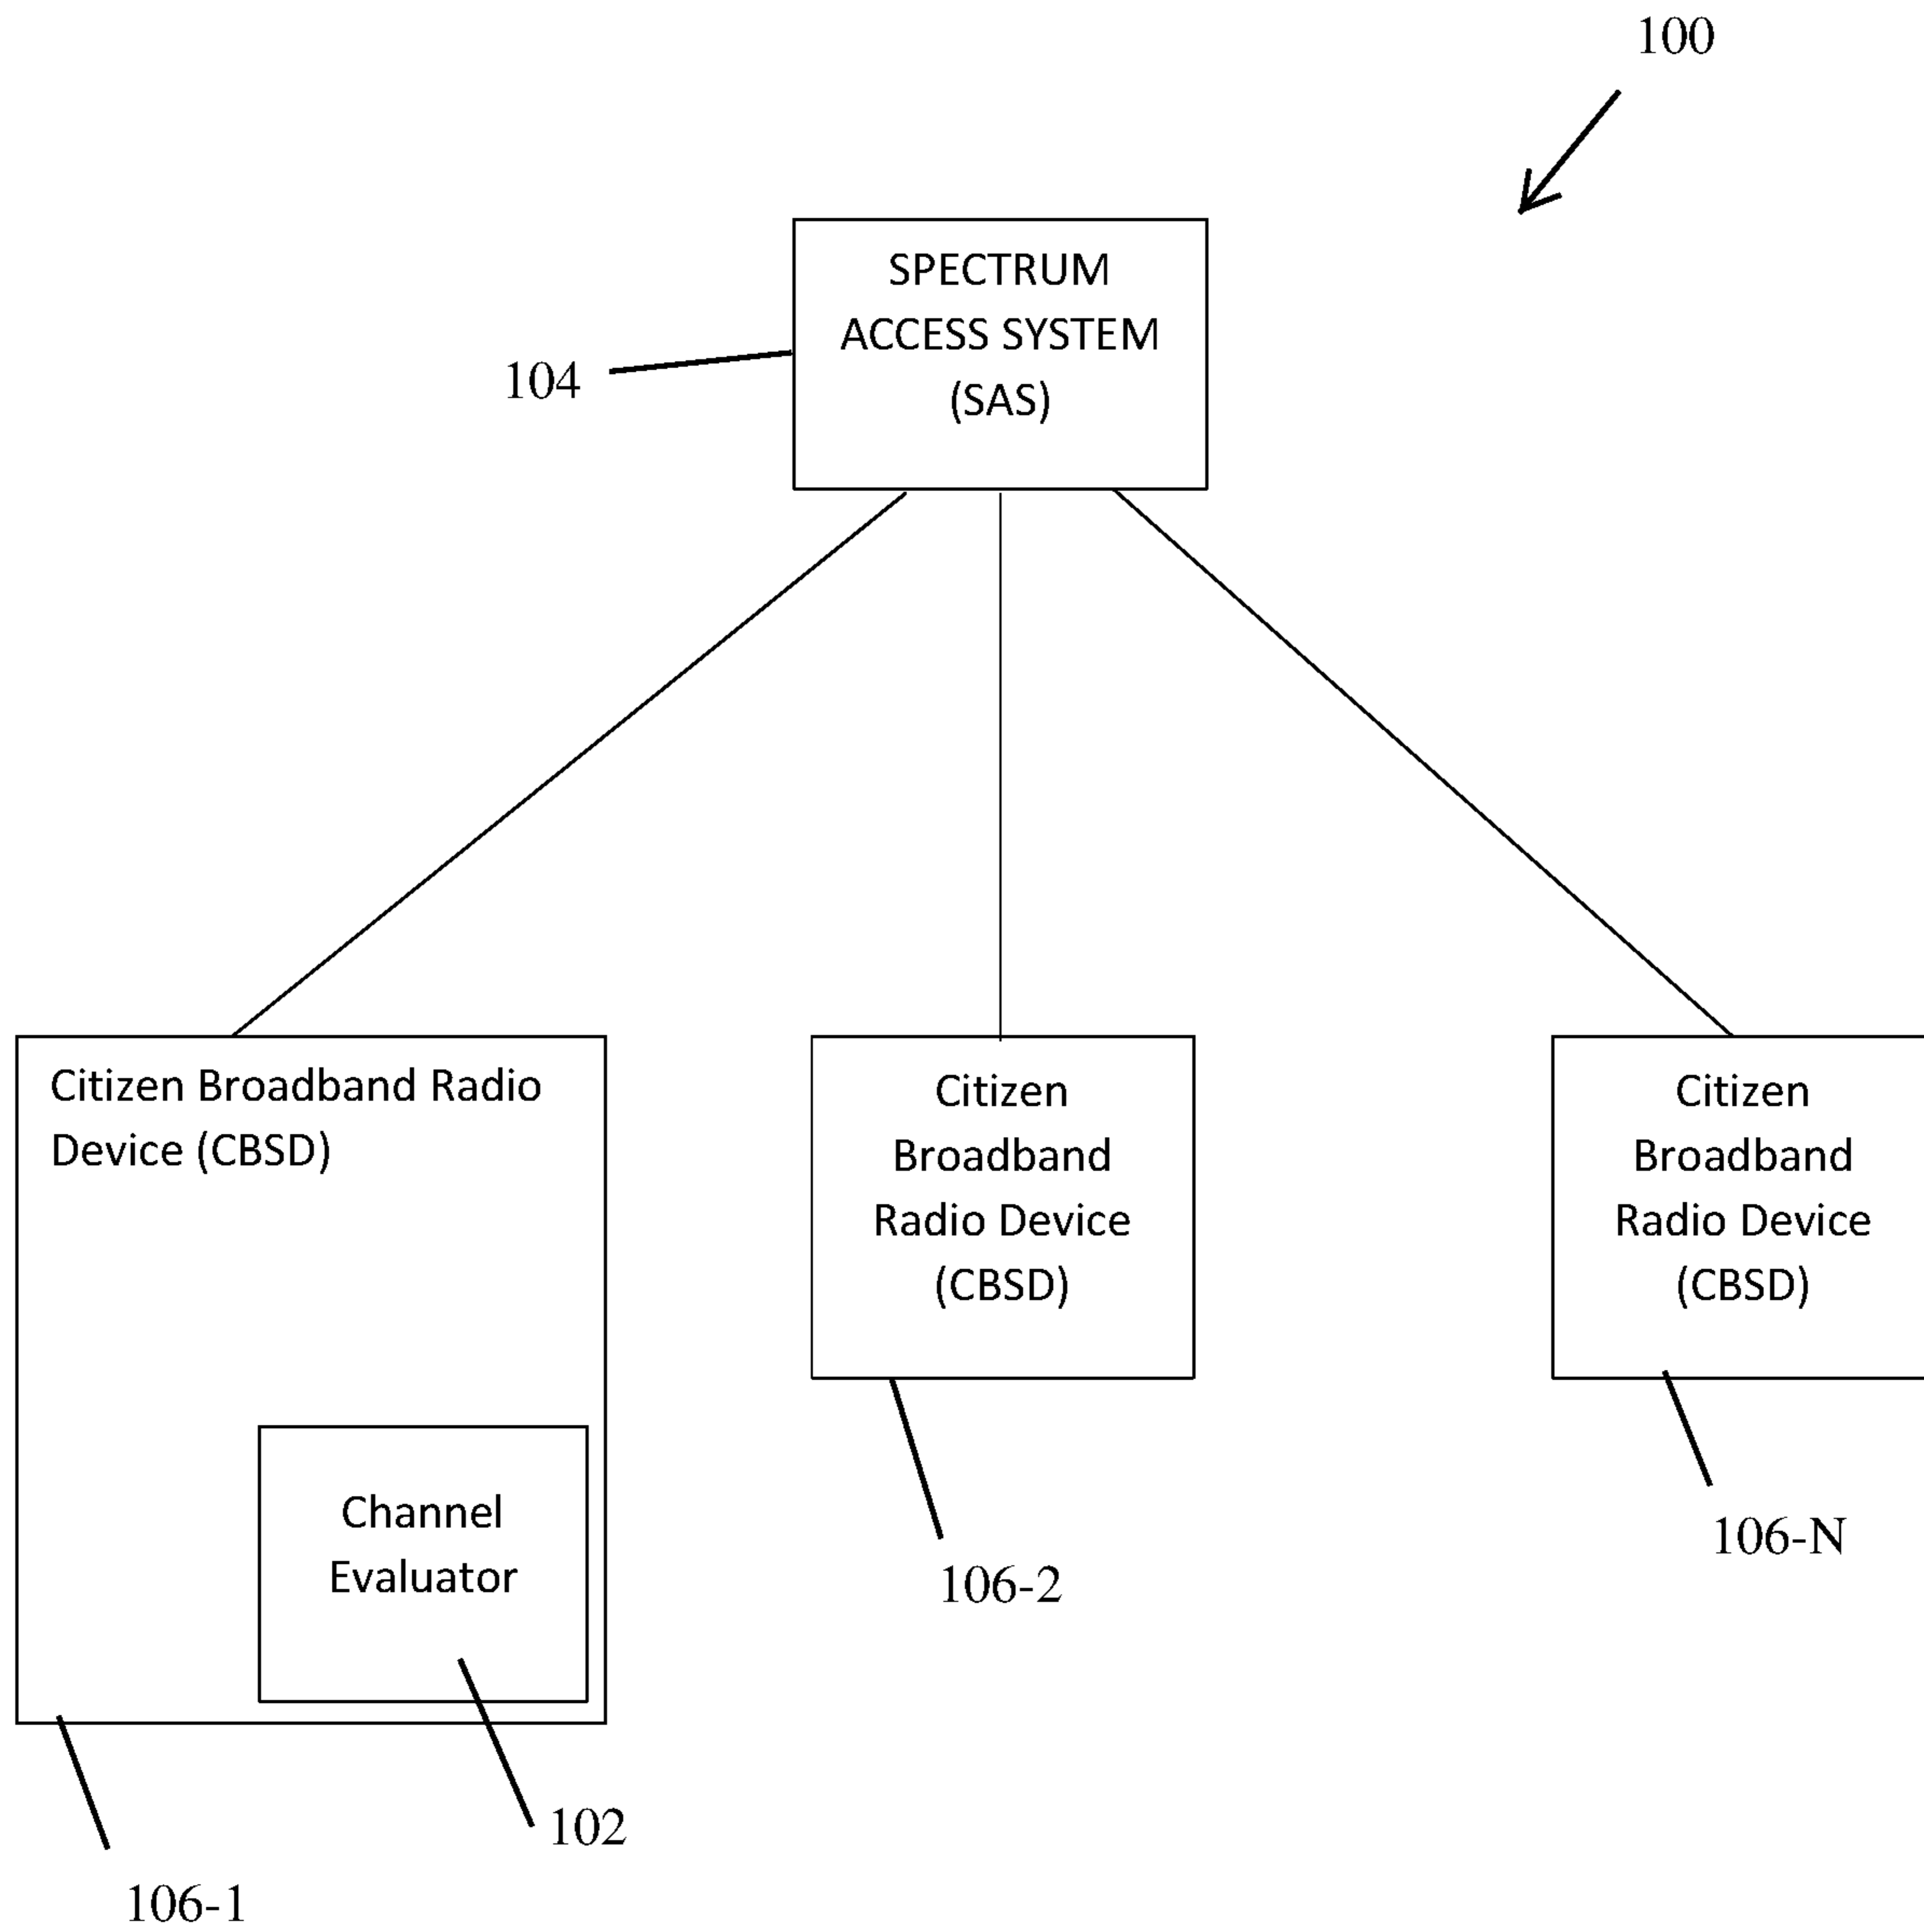 100
SPECTRUM
ACCESS SYSTEM
(SAS)
104
Citizen Broadband Radio
Device (CBSD)
Channel
Evaluator
102
106-1
Citizen
Broadband
Radio Device
(CBSD)
106-2
Citizen
Broadband
Radio Device
(CBSD)
106-N